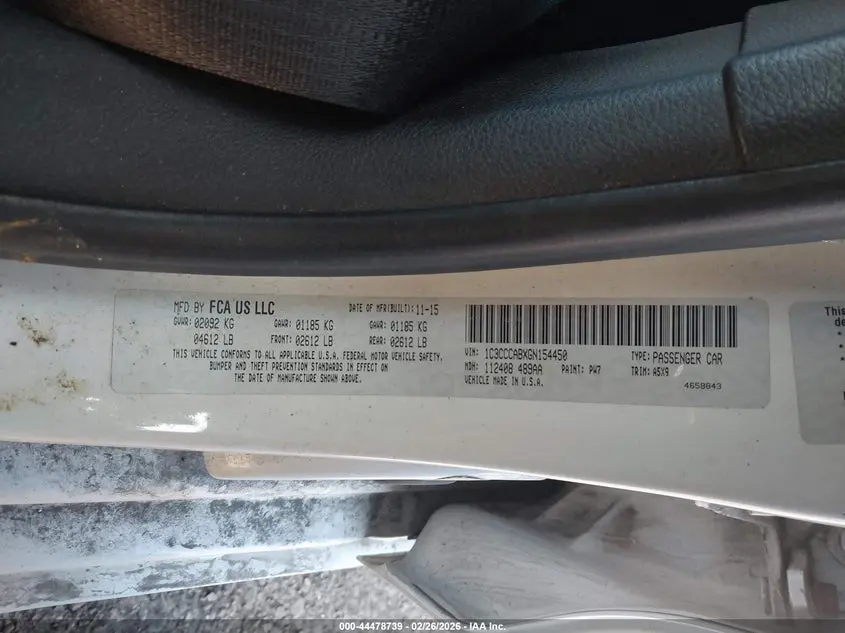 MFD BY FCA US LLC
DATE OF MFR(BUILT): 11-15
GVWR: 02092 KG
GAWR: 01185 KG
GAWR: 01185 KG
04612 LB
FRONT: 02612 LB
REAR: 02612 LB
THIS VEHICLE CONFORMS TO ALL APPLICABLE U.S.A. FEDERAL MOTOR VEHICLE SAFETY,
BUMPER AND THEFT PREVENTION STANDARDS IN EFFECT ON
THE DATE OF MANUFACTURE SHOWN ABOVE.
VIN: 1C3CCCABXGN154450
TYPE: PASSENGER CAR
MDH: 112408 489AA
PAINT: PW7
TRIM: A5X9
VEHICLE MADE IN U.S.A.
4658843
This
000-44478739 - 02/26/2026 - IAA Inc.